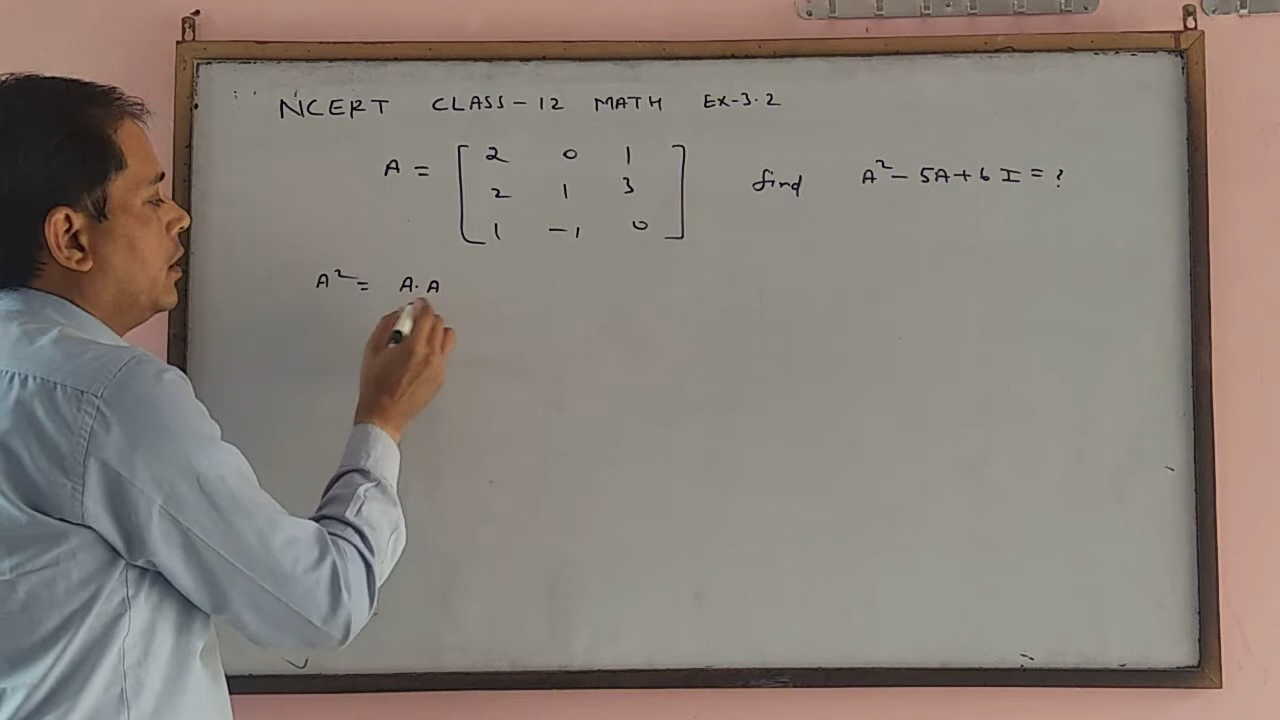 NCERT CLASS-12 MATH EX-3.2
A = [ 2 0 1 find A² - 5A + 6 I = ?
2 1 3
1 -1 0 ]
A² = A·A